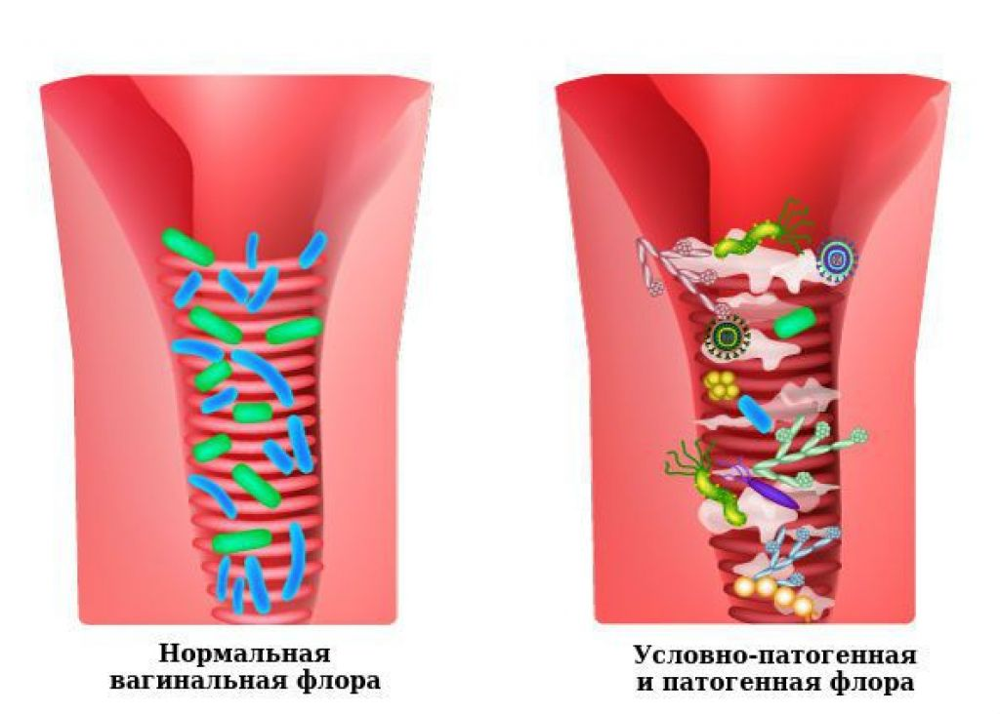 Нормальная
вагинальная флора
Условно-патогенная
и патогенная флора